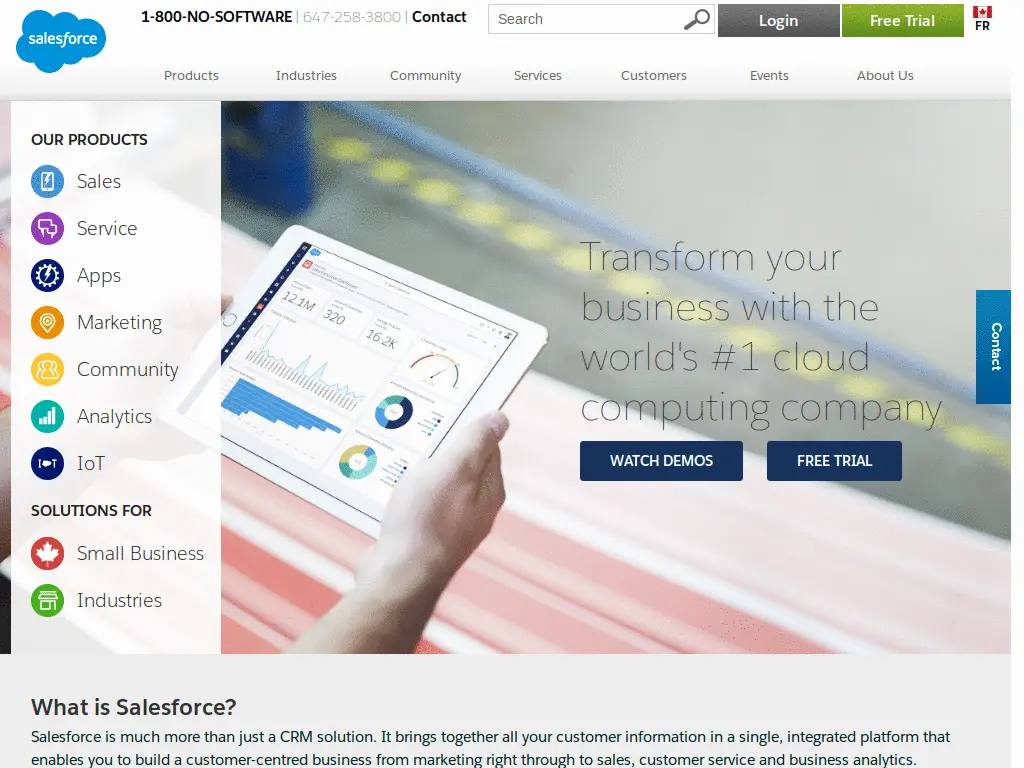 salesforce
1-800-NO-SOFTWARE | 647-258-3800 | Contact
Search
Login
Free Trial
FR
Products
Industries
Community
Services
Customers
Events
About Us
OUR PRODUCTS
Sales
Service
Apps
Marketing
Community
Analytics
IoT
SOLUTIONS FOR
Small Business
Industries
12.1M
320
16.2K
Transform your
business with the
world's #1 cloud
computing company
WATCH DEMOS
FREE TRIAL
Contact
What is Salesforce?
Salesforce is much more than just a CRM solution. It brings together all your customer information in a single, integrated platform that
enables you to build a customer-centred business from marketing right through to sales, customer service and business analytics.